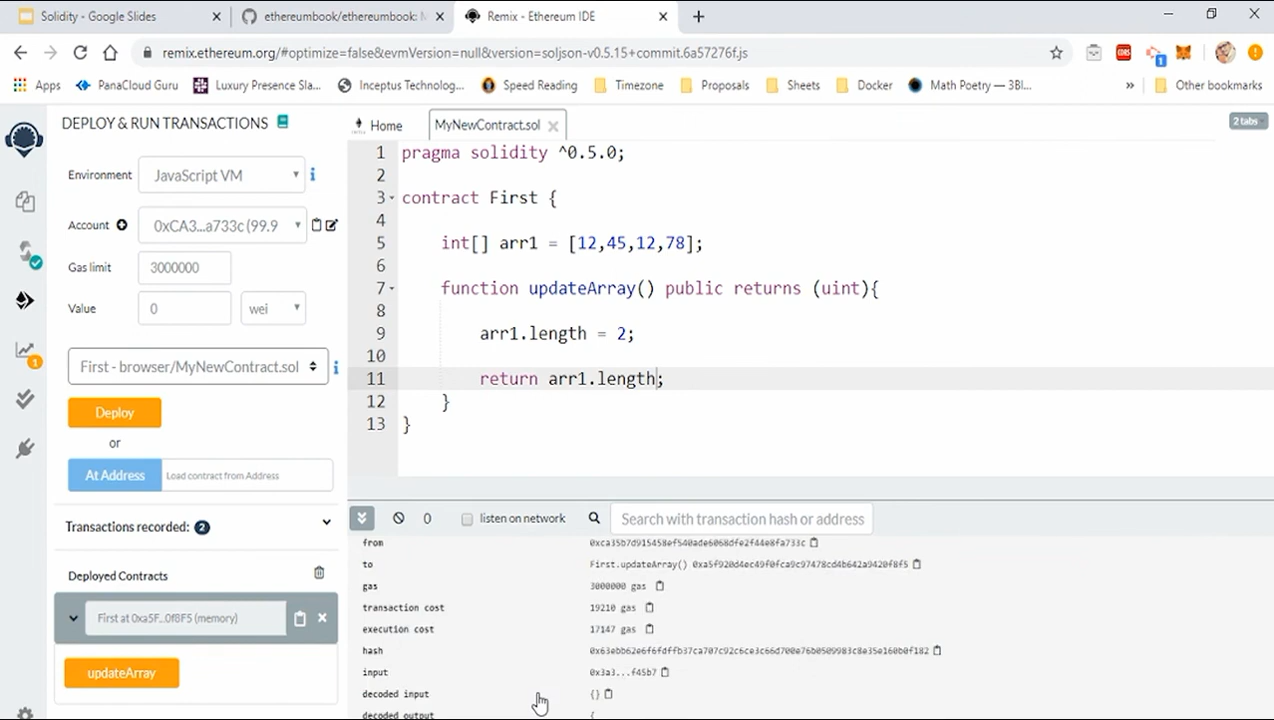 Solidity - Google Slides
ethereumbook/ethereumbook: M
Remix - Ethereum IDE
remix.ethereum.org/#optimize=false&evmVersion=null&version=soljson-v0.5.15+commit.6a57276f.js
Apps
PanaCloud Guru
Luxury Presence Sla...
Inceptus Technolog...
Speed Reading
Timezone
Proposals
Sheets
Docker
Math Poetry — 3Bl...
»
Other bookmarks
DEPLOY & RUN TRANSACTIONS
Home
MyNewContract.sol
2 tabs
Environment
JavaScript VM
Account
0xCA3...a733c (99.9
Gas limit
3000000
Value
0
wei
First - browser/MyNewContract.sol
Deploy
or
At Address
Load contract from Address
Transactions recorded: 2
Deployed Contracts
First at 0xa5F...0f8F5 (memory)
updateArray
1 pragma solidity ^0.5.0;
2
3 contract First {
4
5 int[] arr1 = [12,45,12,78];
6
7 function updateArray() public returns (uint){
8
9 arr1.length = 2;
10
11 return arr1.length;
12 }
13 }
0
listen on network
Search with transaction hash or address
from 0xca35b7d915458ef540ade6068dfe2f44e8fa733c
to First.updateArray() 0xa5f920d4ec49f0fca9c97478cd4b642a9420f8f5
gas 3000000 gas
transaction cost 19210 gas
execution cost 17147 gas
hash 0x63ebb62e6f6fdffb37ca707c92c6ce3c66d700e76b0509983c8e35e160b0f182
input 0x3a3...f45b7
decoded input {}
decoded output {